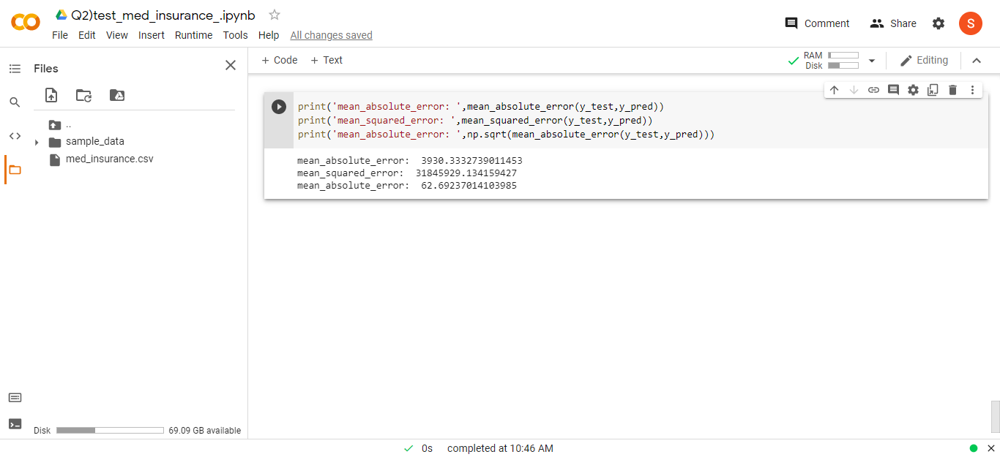 Q2)test_med_insurance_.ipynb
File Edit View Insert Runtime Tools Help All changes saved
Comment Share S
Files
+ Code + Text
RAM
Disk
Editing
..
sample_data
med_insurance.csv
print('mean_absolute_error: ',mean_absolute_error(y_test,y_pred))
print('mean_squared_error: ',mean_squared_error(y_test,y_pred))
print('mean_absolute_error: ',np.sqrt(mean_absolute_error(y_test,y_pred)))
mean_absolute_error:  3930.3332739011453
mean_squared_error:  31845929.134159427
mean_absolute_error:  62.69237014103985
Disk 69.09 GB available
0s completed at 10:46 AM